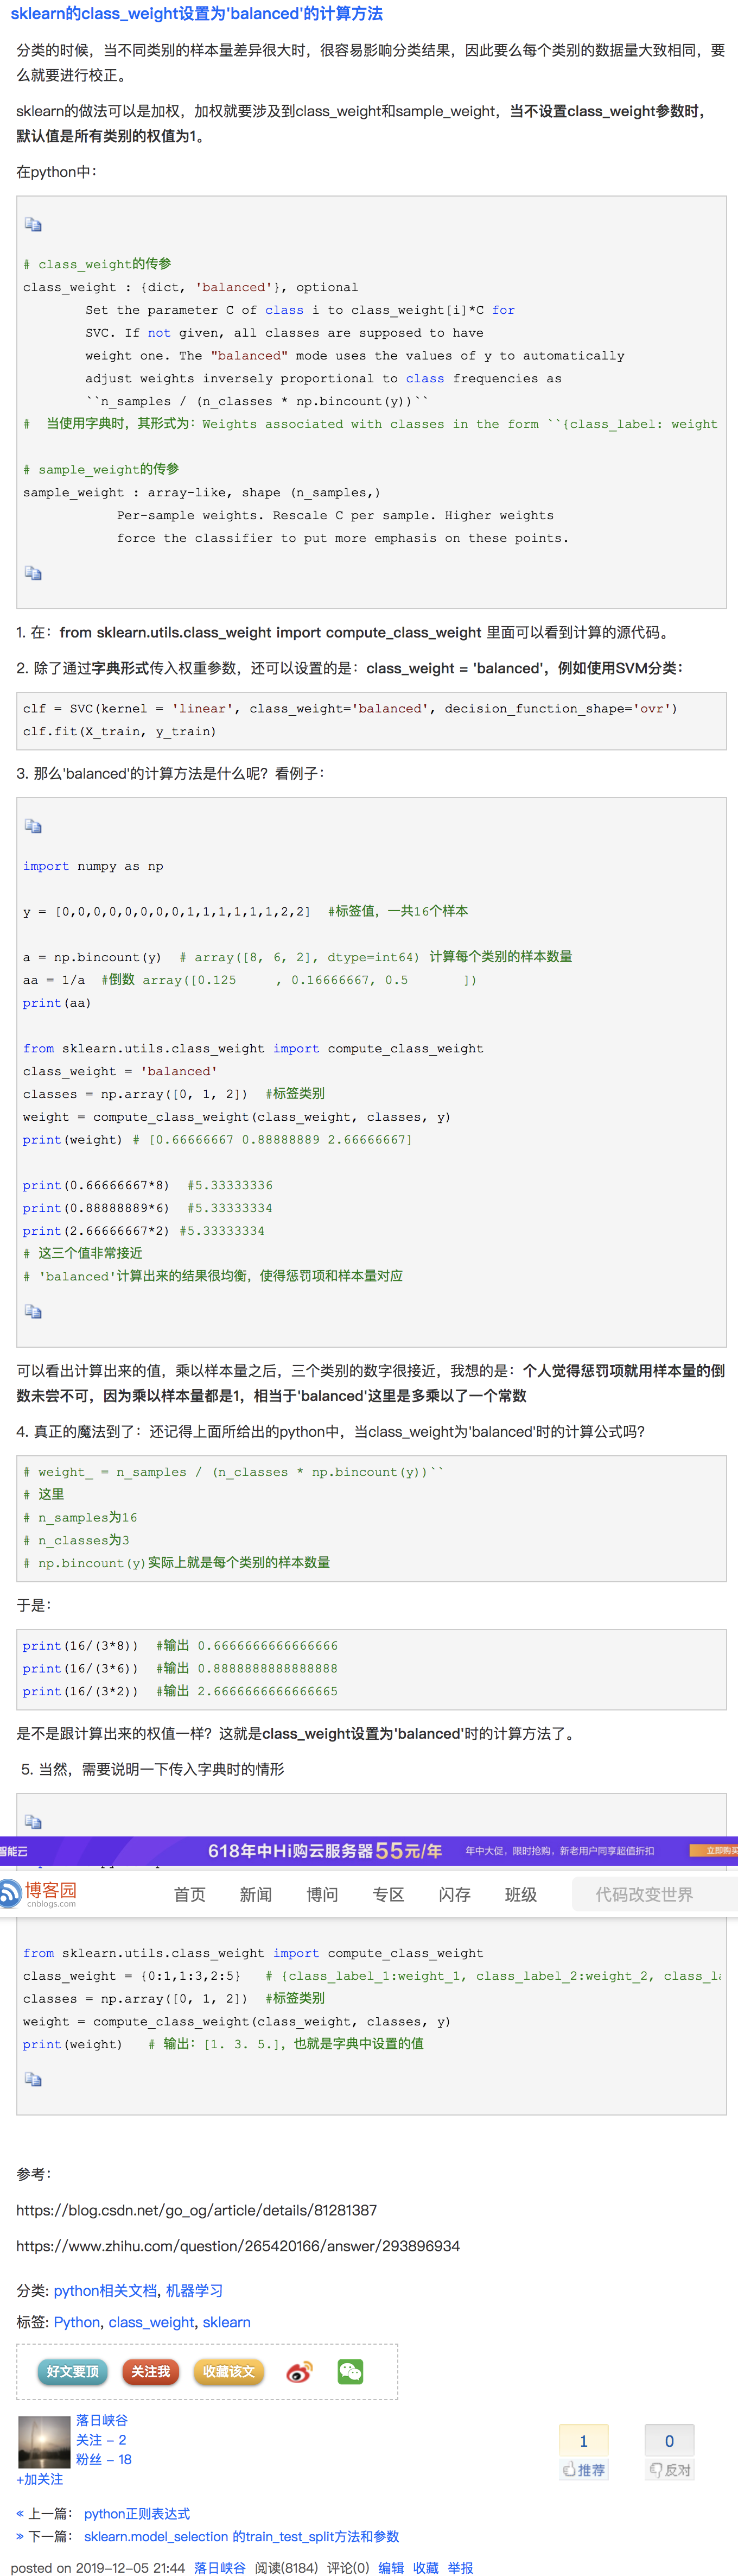 sklearn的class_weight设置为'balanced'的计算方法
分类的时候，当不同类别的样本量差异很大时，很容易影响分类结果，因此要么每个类别的数据量大致相同，要
么就要进行校正。
sklearn的做法可以是加权，加权就要涉及到class_weight和sample_weight，当不设置class_weight参数时，
默认值是所有类别的权值为1。
在python中：
# class_weight的传参
class_weight : {dict, 'balanced'}, optional
Set the parameter C of class i to class_weight[i]*C for
SVC. If not given, all classes are supposed to have
weight one. The "balanced" mode uses the values of y to automatically
adjust weights inversely proportional to class frequencies as
``n_samples / (n_classes * np.bincount(y))``
#  当使用字典时，其形式为：Weights associated with classes in the form ``{class_label: weight
# sample_weight的传参
sample_weight : array-like, shape (n_samples,)
Per-sample weights. Rescale C per sample. Higher weights
force the classifier to put more emphasis on these points.
1. 在：from sklearn.utils.class_weight import compute_class_weight 里面可以看到计算的源代码。
2. 除了通过字典形式传入权重参数，还可以设置的是：class_weight = 'balanced'，例如使用SVM分类：
clf = SVC(kernel = 'linear', class_weight='balanced', decision_function_shape='ovr')
clf.fit(X_train, y_train)
3. 那么'balanced'的计算方法是什么呢？看例子：
import numpy as np
y = [0,0,0,0,0,0,0,0,1,1,1,1,1,1,2,2]  #标签值，一共16个样本
a = np.bincount(y)  # array([8, 6, 2], dtype=int64) 计算每个类别的样本数量
aa = 1/a  #倒数 array([0.125     , 0.16666667, 0.5       ])
print(aa)
from sklearn.utils.class_weight import compute_class_weight
class_weight = 'balanced'
classes = np.array([0, 1, 2])  #标签类别
weight = compute_class_weight(class_weight, classes, y)
print(weight) # [0.66666667 0.88888889 2.66666667]
print(0.66666667*8)  #5.33333336
print(0.88888889*6)  #5.33333334
print(2.66666667*2) #5.33333334
# 这三个值非常接近
# 'balanced'计算出来的结果很均衡，使得惩罚项和样本量对应
可以看出计算出来的值，乘以样本量之后，三个类别的数字很接近，我想的是：个人觉得惩罚项就用样本量的倒
数未尝不可，因为乘以样本量都是1，相当于'balanced'这里是多乘以了一个常数
4. 真正的魔法到了：还记得上面所给出的python中，当class_weight为'balanced'时的计算公式吗？
# weight_ = n_samples / (n_classes * np.bincount(y))``
# 这里
# n_samples为16
# n_classes为3
# np.bincount(y)实际上就是每个类别的样本数量
于是：
print(16/(3*8))  #输出 0.6666666666666666
print(16/(3*6))  #输出 0.8888888888888888
print(16/(3*2))  #输出 2.6666666666666665
是不是跟计算出来的权值一样？这就是class_weight设置为'balanced'时的计算方法了。
5. 当然，需要说明一下传入字典时的情形
智能云 618年中Hi购云服务器55元/年 年中大促，限时抢购，新老用户同享超值折扣 立即购买
博客园 首页 新闻 博问 专区 闪存 班级 代码改变世界
cnblogs.com
from sklearn.utils.class_weight import compute_class_weight
class_weight = {0:1,1:3,2:5}   # {class_label_1:weight_1, class_label_2:weight_2, class_la
classes = np.array([0, 1, 2])  #标签类别
weight = compute_class_weight(class_weight, classes, y)
print(weight)   # 输出：[1. 3. 5.]，也就是字典中设置的值
参考：
https://blog.csdn.net/go_og/article/details/81281387
https://www.zhihu.com/question/265420166/answer/293896934
分类: python相关文档, 机器学习
标签: Python, class_weight, sklearn
好文要顶 关注我 收藏该文
落日峡谷
关注 - 2
粉丝 - 18
+加关注
1 0
推荐 反对
« 上一篇： python正则表达式
» 下一篇： sklearn.model_selection 的train_test_split方法和参数
posted on 2019-12-05 21:44 落日峡谷 阅读(8184) 评论(0) 编辑 收藏 举报